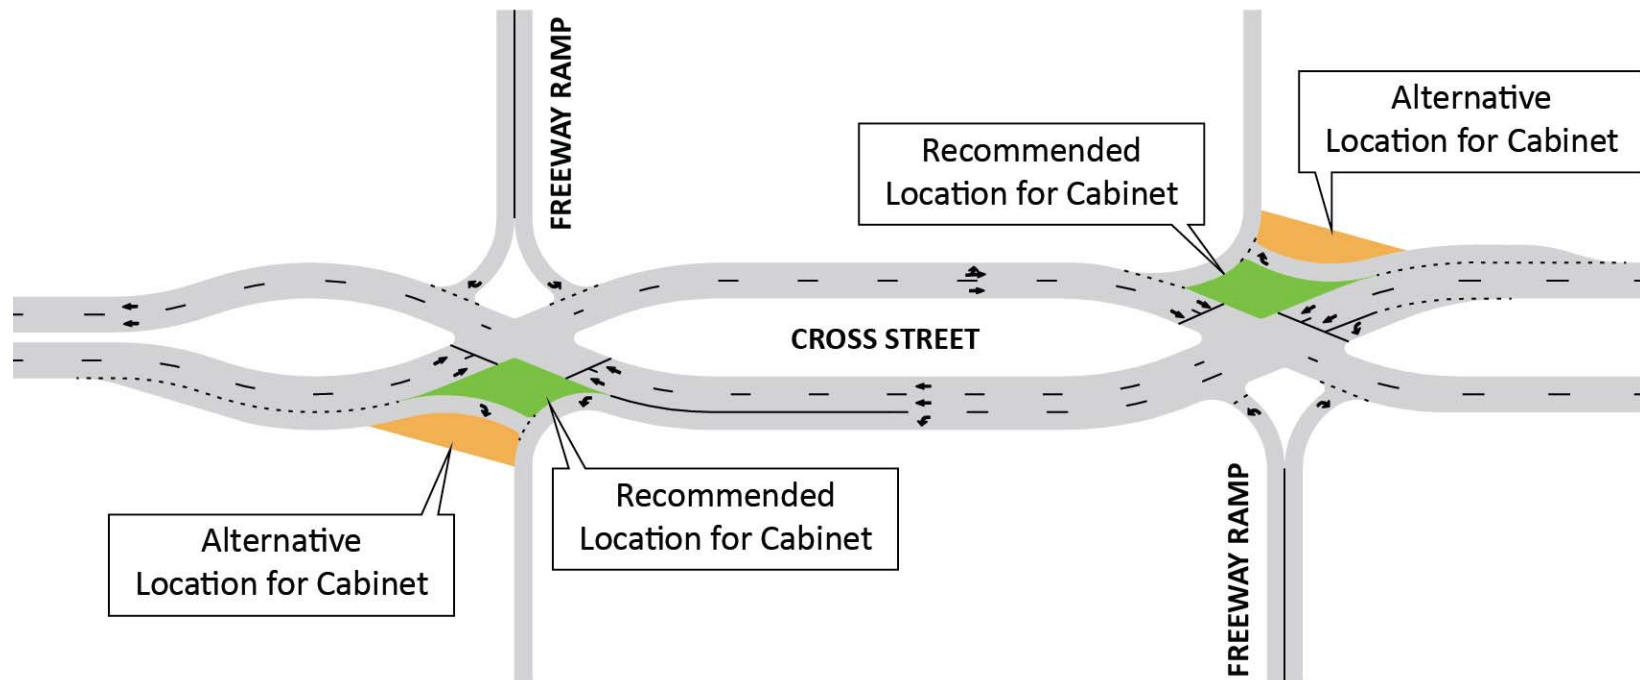 FREEWAY RAMP
Alternative
Location for Cabinet
Recommended
Location for Cabinet
CROSS STREET
Recommended
Location for Cabinet
Alternative
Location for Cabinet
FREEWAY RAMP